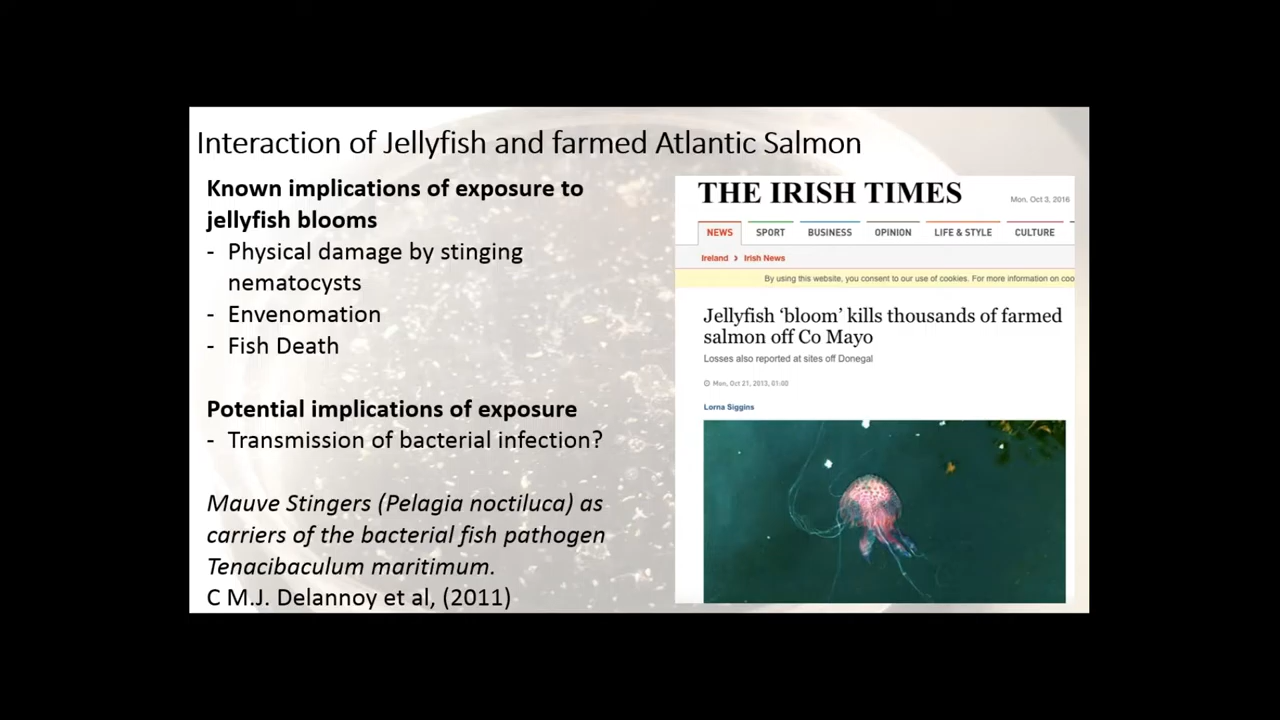 Interaction of Jellyfish and farmed Atlantic Salmon
Known implications of exposure to
jellyfish blooms
- Physical damage by stinging
nematocysts
- Envenomation
- Fish Death
Potential implications of exposure
- Transmission of bacterial infection?
Mauve Stingers (Pelagia noctiluca) as
carriers of the bacterial fish pathogen
Tenacibaculum maritimum.
C M.J. Delannoy et al, (2011)
THE IRISH TIMES
Mon, Oct 3, 2016
NEWS SPORT BUSINESS OPINION LIFE & STYLE CULTURE
Ireland > Irish News
By using this website, you consent to our use of cookies. For more information on coo
Jellyfish ‘bloom’ kills thousands of farmed
salmon off Co Mayo
Losses also reported at sites off Donegal
Mon, Oct 21, 2013, 01:00
Lorna Siggins